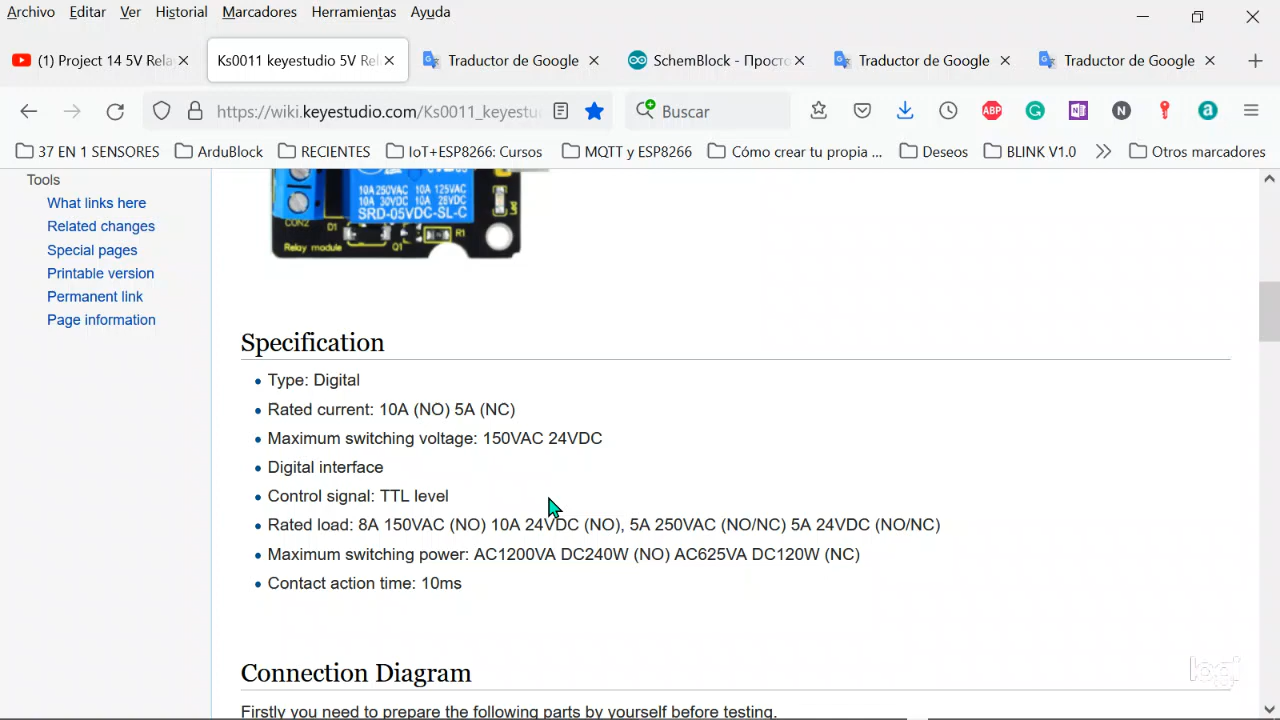 Archivo Editar Ver Historial Marcadores Herramientas Ayuda
(1) Project 14 5V Rela Ks0011 keyestudio 5V Rel Traductor de Google SchemBlock - Просто Traductor de Google Traductor de Google
https://wiki.keyestudio.com/Ks0011_keyestu Buscar ABP N a
37 EN 1 SENSORES ArduBlock RECIENTES IoT+ESP8266: Cursos MQTT y ESP8266 Cómo crear tu propia ... Deseos BLINK V1.0 Otros marcadores
Tools
What links here
Related changes
Special pages
Printable version
Permanent link
Page information
10A 250VAC 10A 125VAC
10A 30VDC 10A 28VDC
SRD-05VDC-SL-C
CON2 D1 Q1 R1
Relay module
Specification
Type: Digital
Rated current: 10A (NO) 5A (NC)
Maximum switching voltage: 150VAC 24VDC
Digital interface
Control signal: TTL level
Rated load: 8A 150VAC (NO) 10A 24VDC (NO), 5A 250VAC (NO/NC) 5A 24VDC (NO/NC)
Maximum switching power: AC1200VA DC240W (NO) AC625VA DC120W (NC)
Contact action time: 10ms
Connection Diagram
Firstly you need to prepare the following parts by yourself before testing.
logi